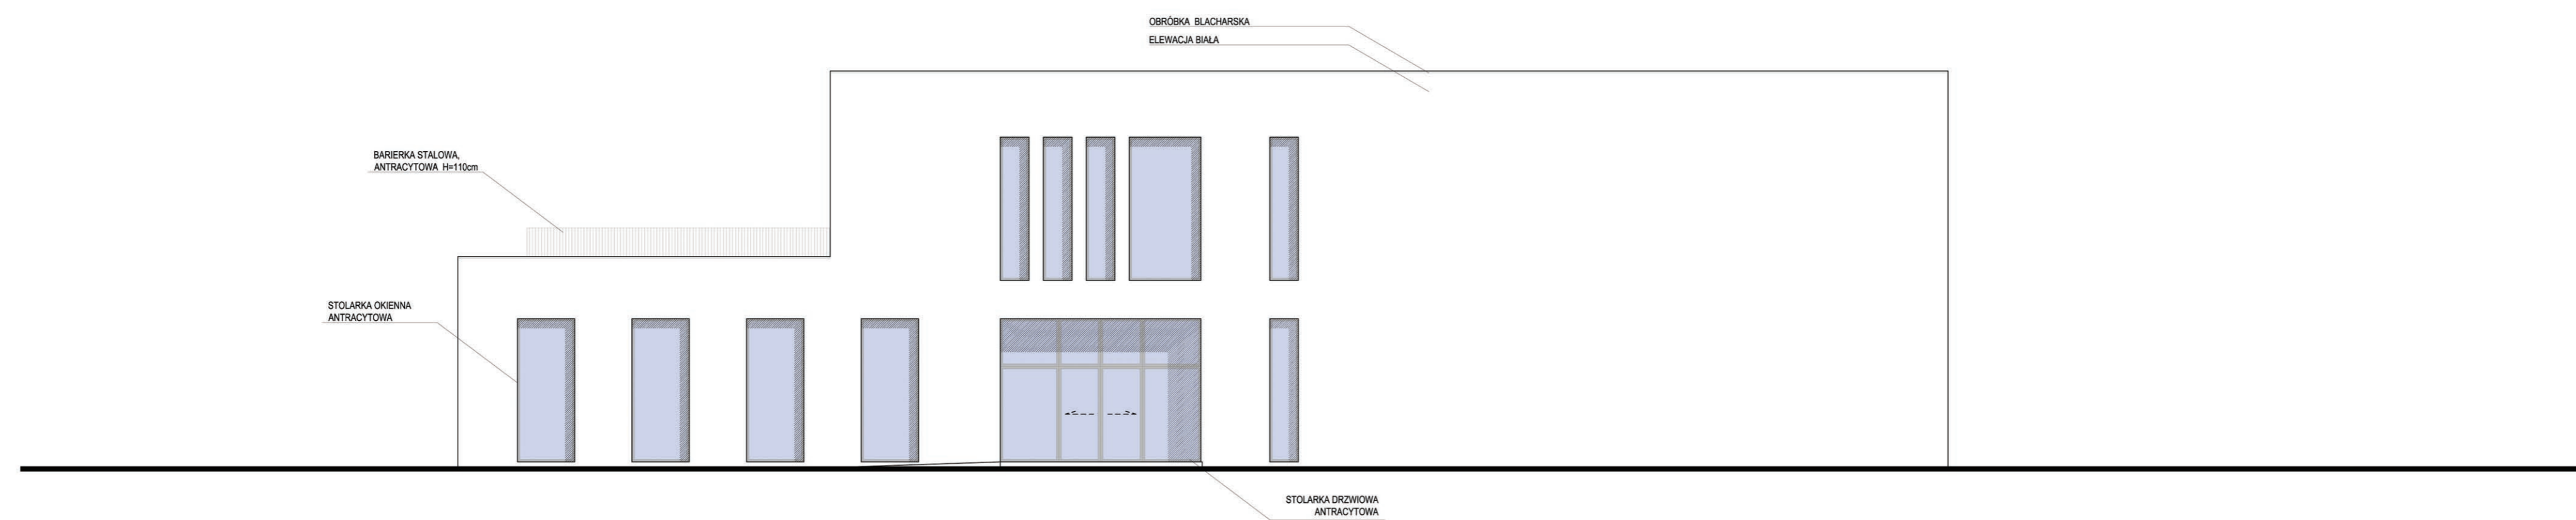 OBRÓBKA BLACHARSKA
ELEWACJA BIAŁA
BARIERKA STALOWA,
ANTRACYTOWA H=110cm
STOLARKA OKIENNA
ANTRACYTOWA
STOLARKA DRZWIOWA
ANTRACYTOWA